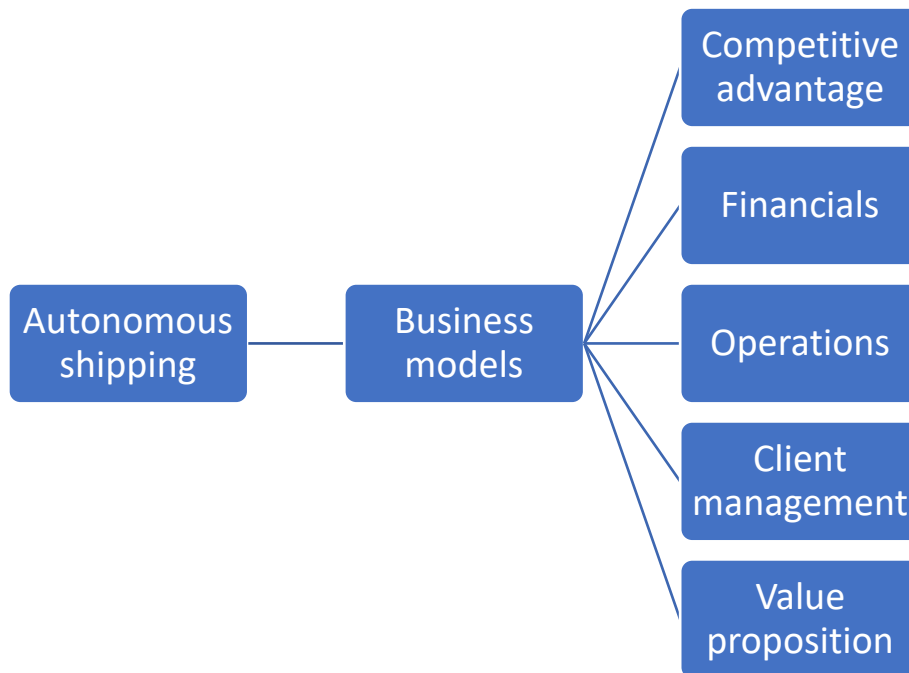 Autonomous
shipping
Business
models
Competitive
advantage
Financials
Operations
Client
management
Value
proposition